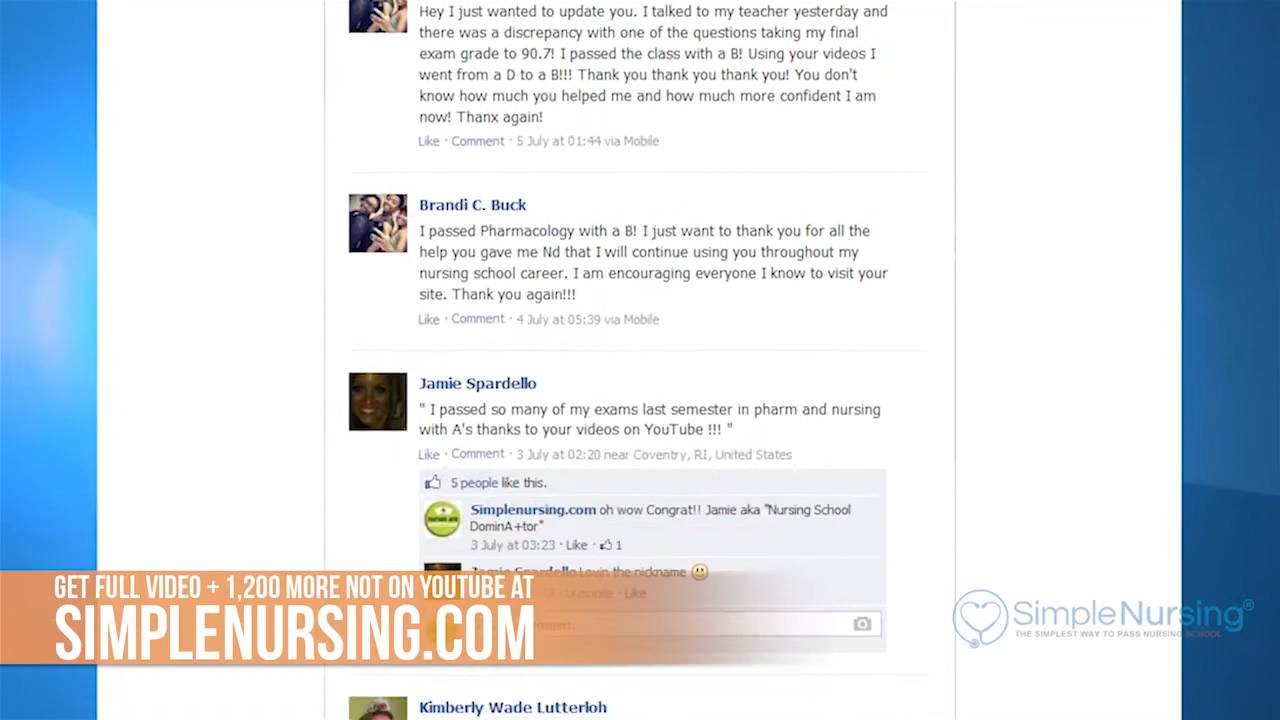 Hey I just wanted to update you. I talked to my teacher yesterday and
there was a discrepancy with one of the questions taking my final
exam grade to 90.7! I passed the class with a B! Using your videos I
went from a D to a B!!! Thank you thank you thank you! You don't
know how much you helped me and how much more confident I am
now! Thanx again!
Like · Comment · 5 July at 01:44 via Mobile
Brandi C. Buck
I passed Pharmacology with a B! I just want to thank you for all the
help you gave me Nd that I will continue using you throughout my
nursing school career. I am encouraging everyone I know to visit your
site. Thank you again!!!
Like · Comment · 4 July at 05:39 via Mobile
Jamie Spardello
" I passed so many of my exams last semester in pharm and nursing
with A's thanks to your videos on YouTube !!! "
Like · Comment · 3 July at 02:20 near Coventry, RI, United States
5 people like this.
Simplenursing.com oh wow Congrat!! Jamie aka "Nursing School
DominA+tor"
3 July at 03:23 · Like · 1
Jamie Spardello Lovin the nickname
mobile · Like
GET FULL VIDEO + 1,200 MORE NOT ON YOUTUBE AT
SIMPLENURSING.COM
SimpleNursing®
THE SIMPLEST WAY TO PASS NURSING SCHOOL
Kimberly Wade Lutterloh